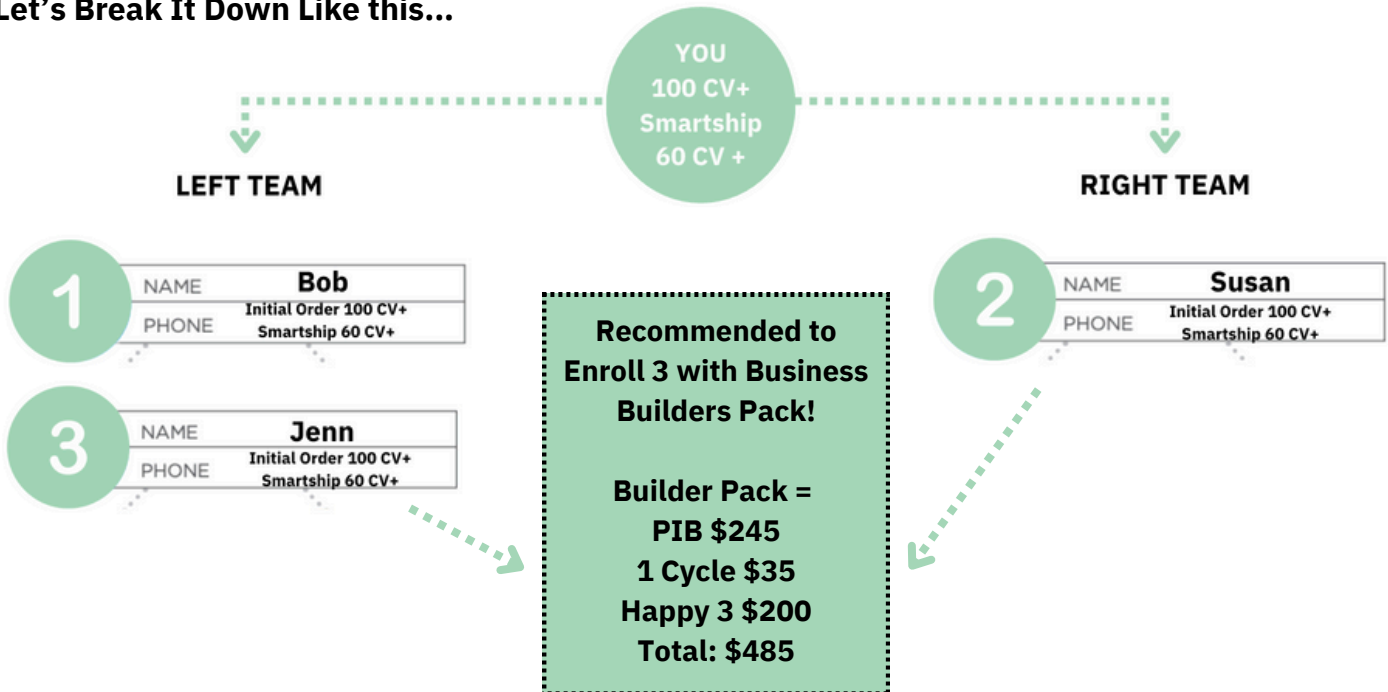 Let's Break It Down Like this...
YOU
100 CV+
Smartship
60 CV +
LEFT TEAM
RIGHT TEAM
1
NAME Bob
PHONE Initial Order 100 CV+
Smartship 60 CV+
2
NAME Susan
PHONE Initial Order 100 CV+
Smartship 60 CV+
3
NAME Jenn
PHONE Initial Order 100 CV+
Smartship 60 CV+
Recommended to
Enroll 3 with Business
Builders Pack!
Builder Pack =
PIB $245
1 Cycle $35
Happy 3 $200
Total: $485